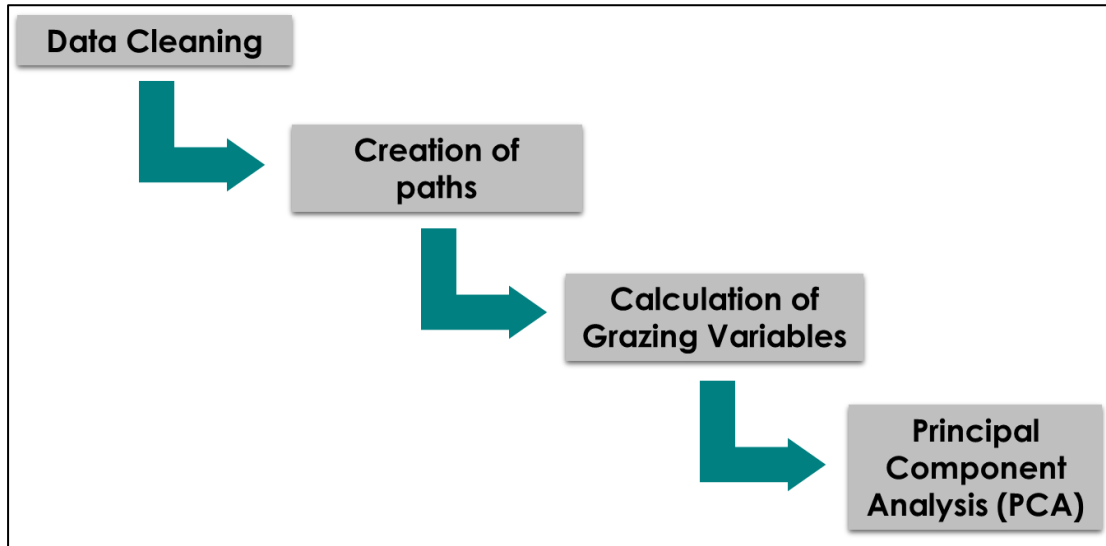 Data Cleaning
Creation of
paths
Calculation of
Grazing Variables
Principal
Component
Analysis (PCA)